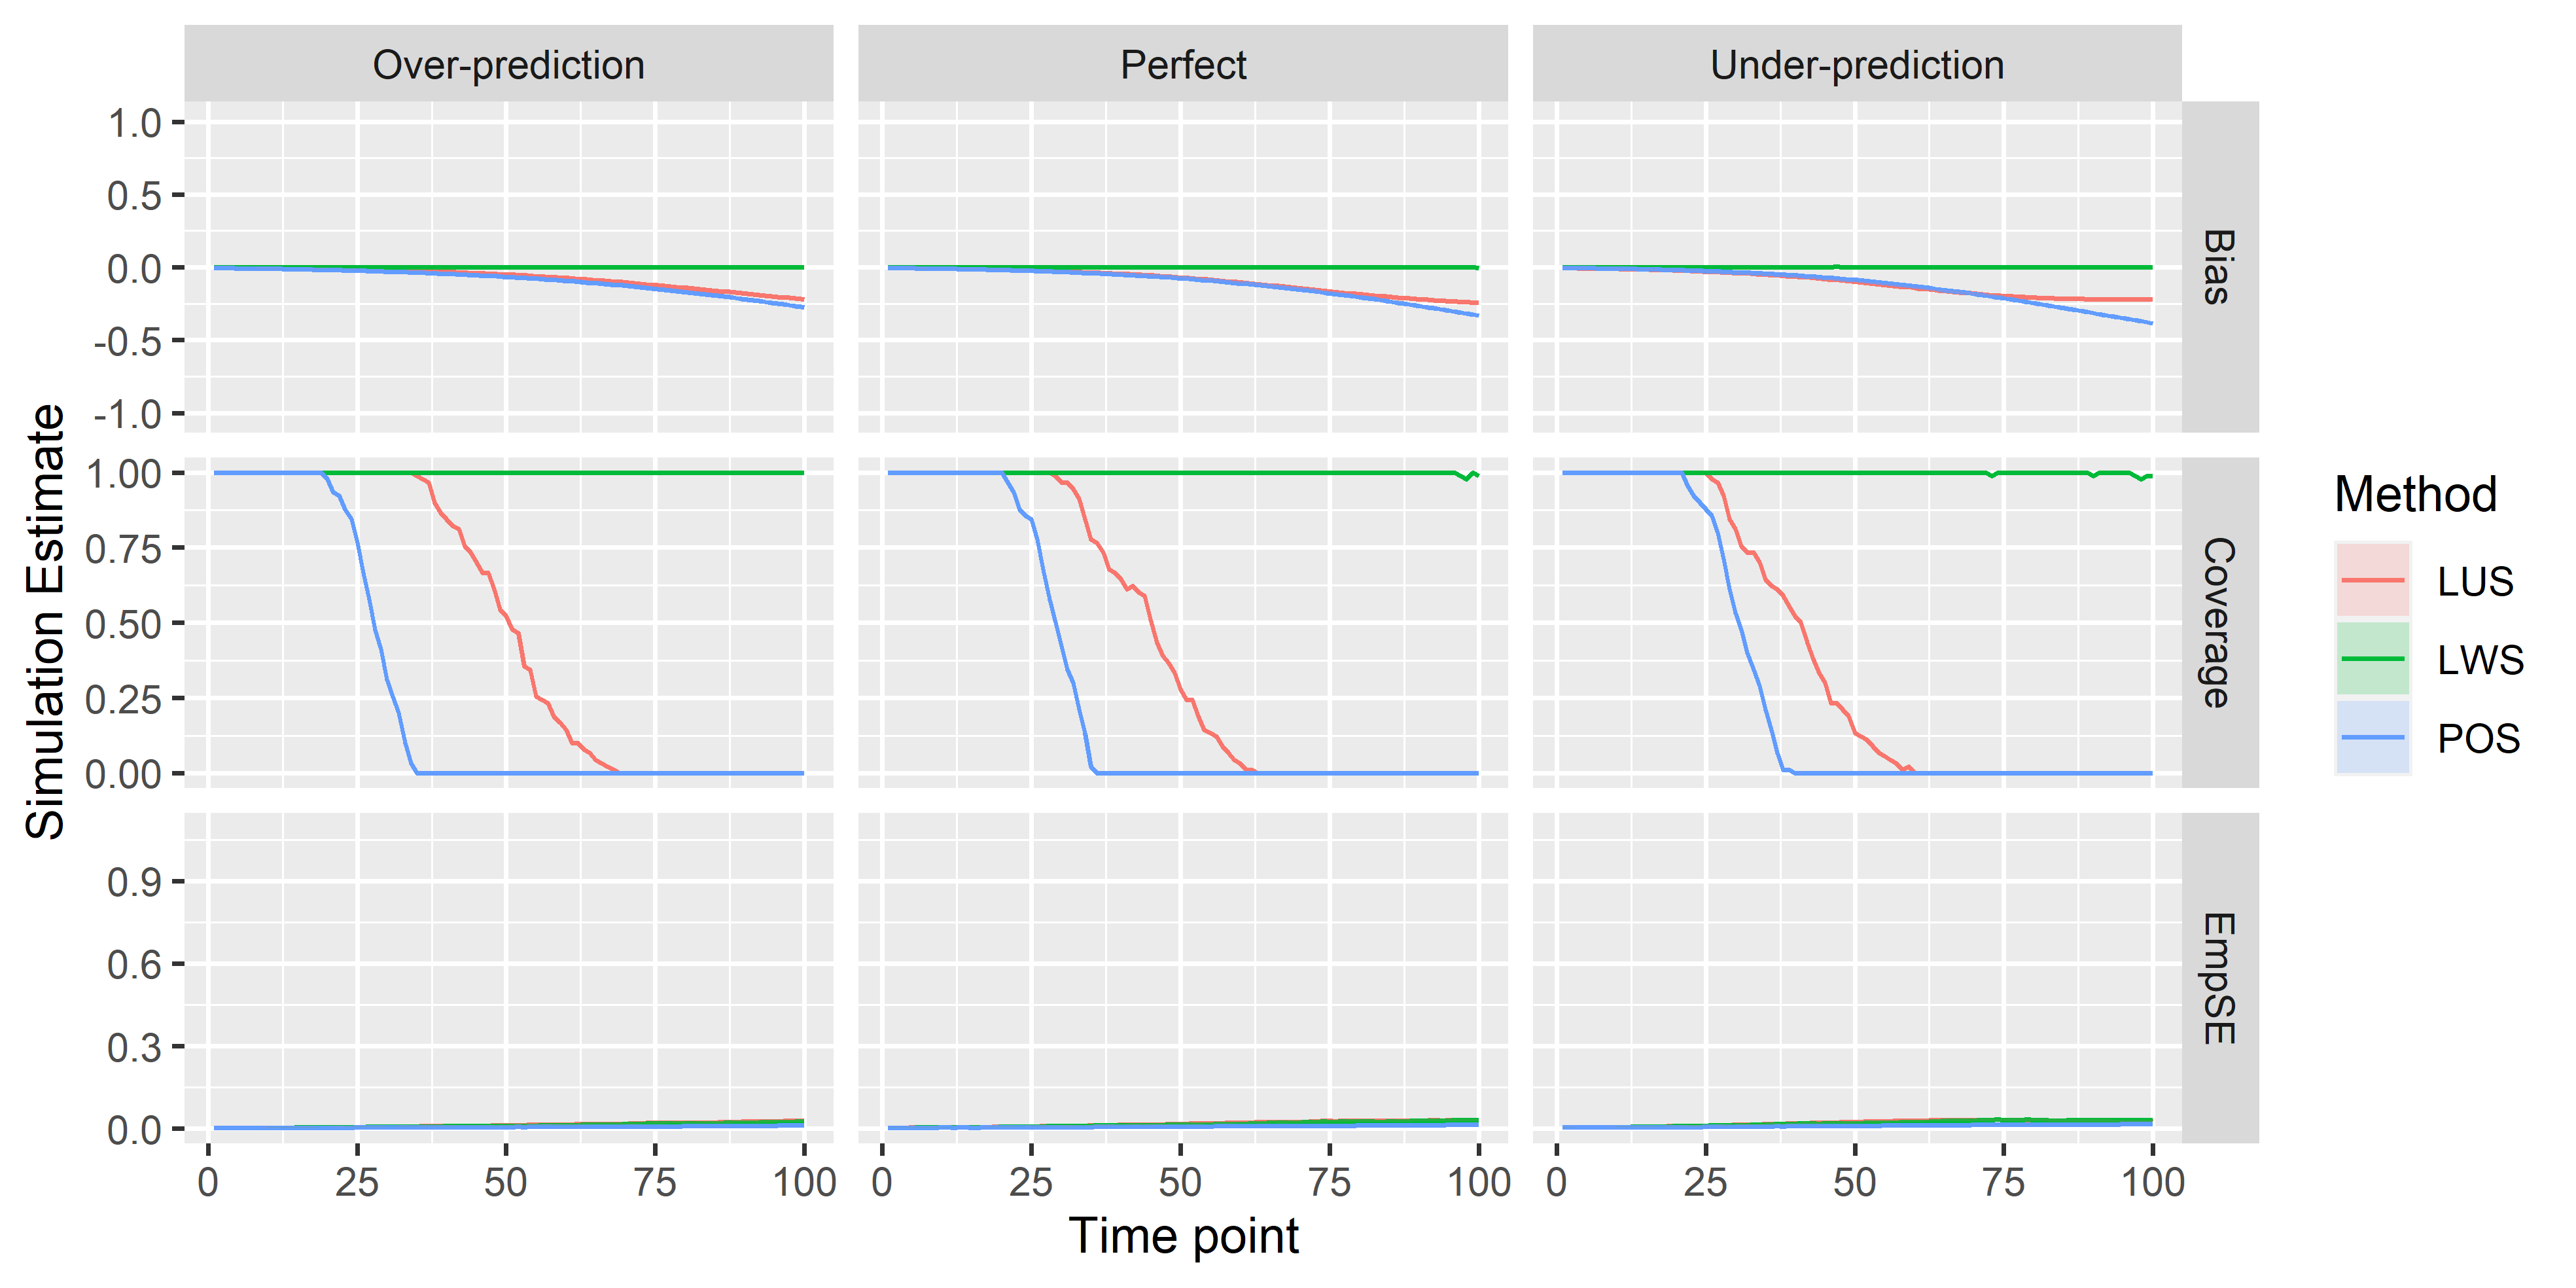 Over-prediction
Perfect
Under-prediction
1.0
0.5
0.0
-0.5
-1.0
Bias
1.00
0.75
0.50
0.25
0.00
Coverage
0.9
0.6
0.3
0.0
EmpSE
0 25 50 75 100
0 25 50 75 100
0 25 50 75 100
Time point
Simulation Estimate
Method
LUS
LWS
POS